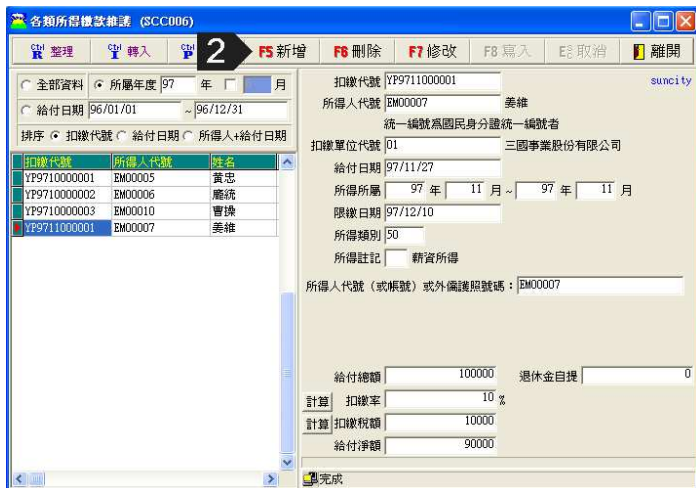 各類所得繳款維護 (SCC006)
Ctrl R 整理 Ctrl I 轉入 Ctrl P 2 F5 新增 F6 刪除 F7 修改 F8 寫入 取消 離開
全部資料 所屬年度 97 年 月
給付日期 96/01/01 ~ 96/12/31
排序 扣繳代號 給付日期 所得人+給付日期
扣繳代號 所得人代號 姓名
YP9710000001 EM00005 黃忠
YP9710000002 EM00006 龐統
YP9710000003 EM00010 曹操
YP9711000001 EM00007 姜維
扣繳代號 YP9711000001 suncity
所得人代號 EM00007 姜維
統一編號為國民身分證統一編號者
扣繳單位代號 01 三國事業股份有限公司
給付日期 97/11/27
所得所屬 97 年 11 月 ~ 97 年 11 月
限繳日期 97/12/10
所得類別 50
所得註記 薪資所得
所得人代號(或帳號)或外僑護照號碼：EM00007
給付總額 100000 退休金自提 0
計算 扣繳率 10 %
計算 扣繳稅額 10000
給付淨額 90000
完成